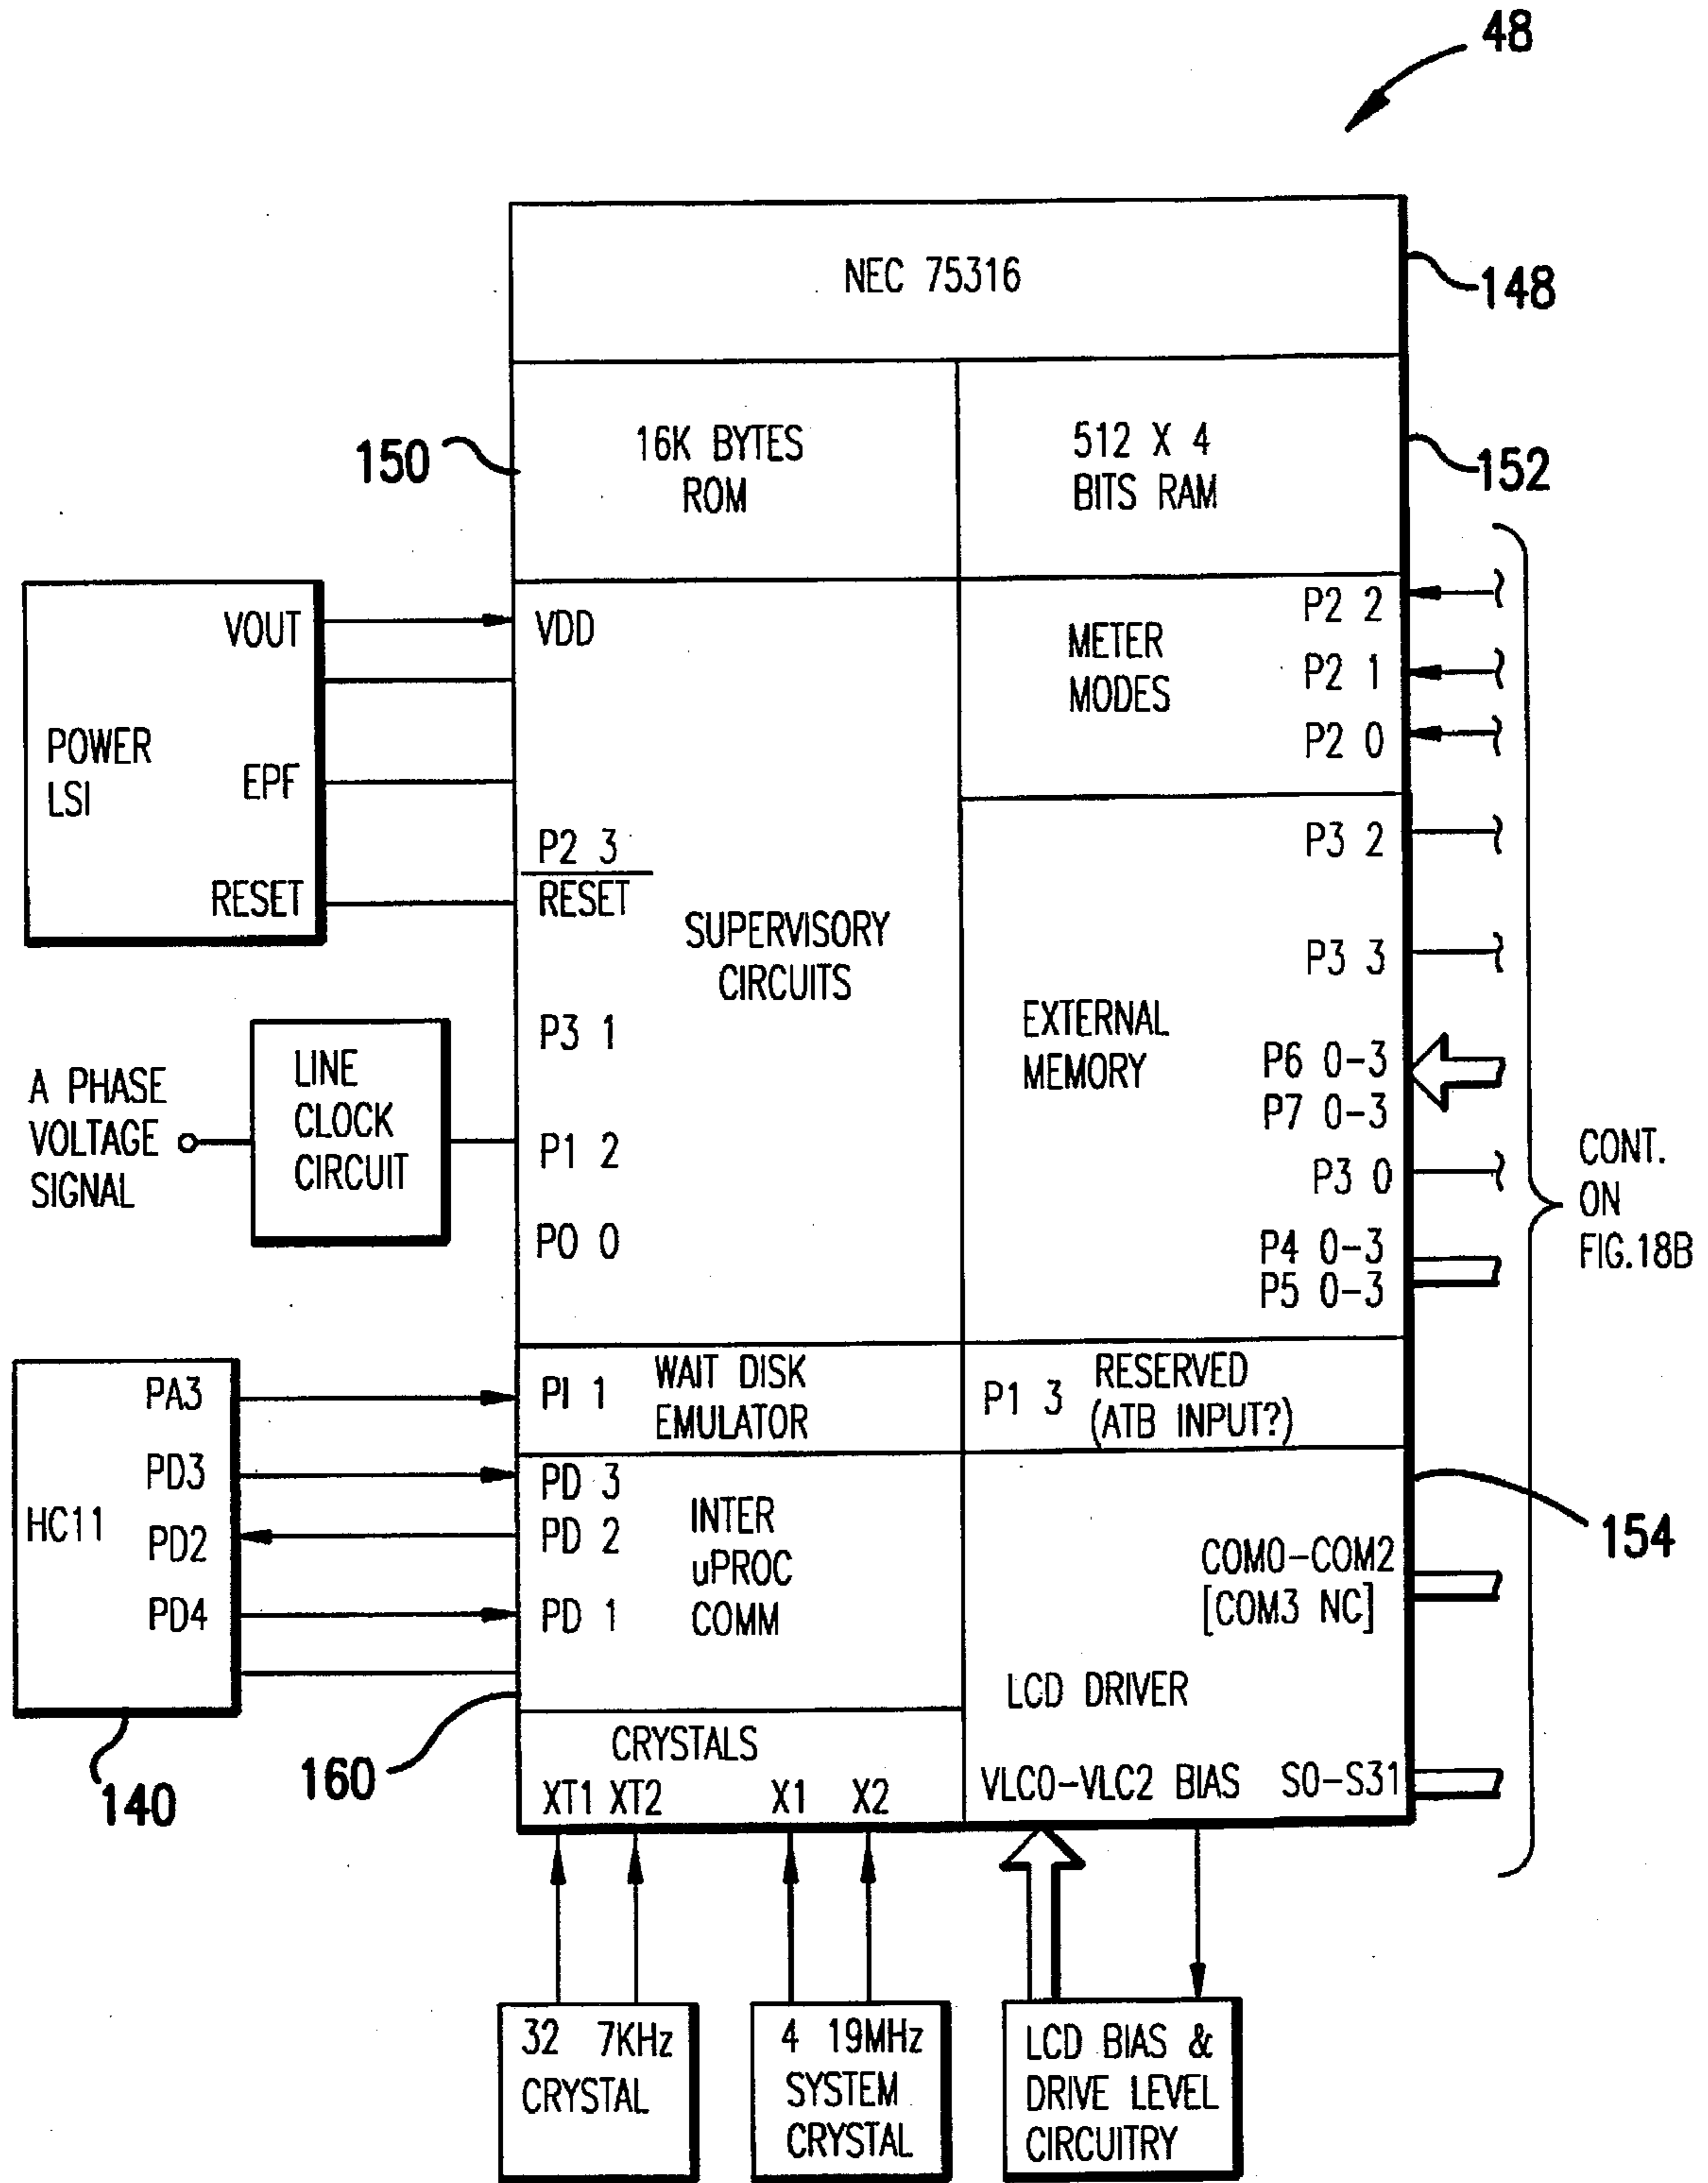 48
NEC 75316
148
150
16K BYTES
ROM
512 X 4
BITS RAM
152
POWER
LSI
VOUT
EPF
RESET
VDD
P2 3
RESET
SUPERVISORY
CIRCUITS
P3 1
P1 2
P0 0
METER
MODES
P2 2
P2 1
P2 0
EXTERNAL
MEMORY
P3 2
P3 3
P6 0-3
P7 0-3
P3 0
P4 0-3
P5 0-3
CONT.
ON
FIG.18B
A PHASE
VOLTAGE
SIGNAL
LINE
CLOCK
CIRCUIT
HC11
PA3
PD3
PD2
PD4
140
PI 1
WAIT DISK
EMULATOR
P1 3
RESERVED
(ATB INPUT?)
PD 3
PD 2
PD 1
INTER
uPROC
COMM
160
154
COM0-COM2
[COM3 NC]
LCD DRIVER
VLC0-VLC2 BIAS S0-S31
CRYSTALS
XT1 XT2 X1 X2
32 7KHz
CRYSTAL
4 19MHz
SYSTEM
CRYSTAL
LCD BIAS &
DRIVE LEVEL
CIRCUITRY